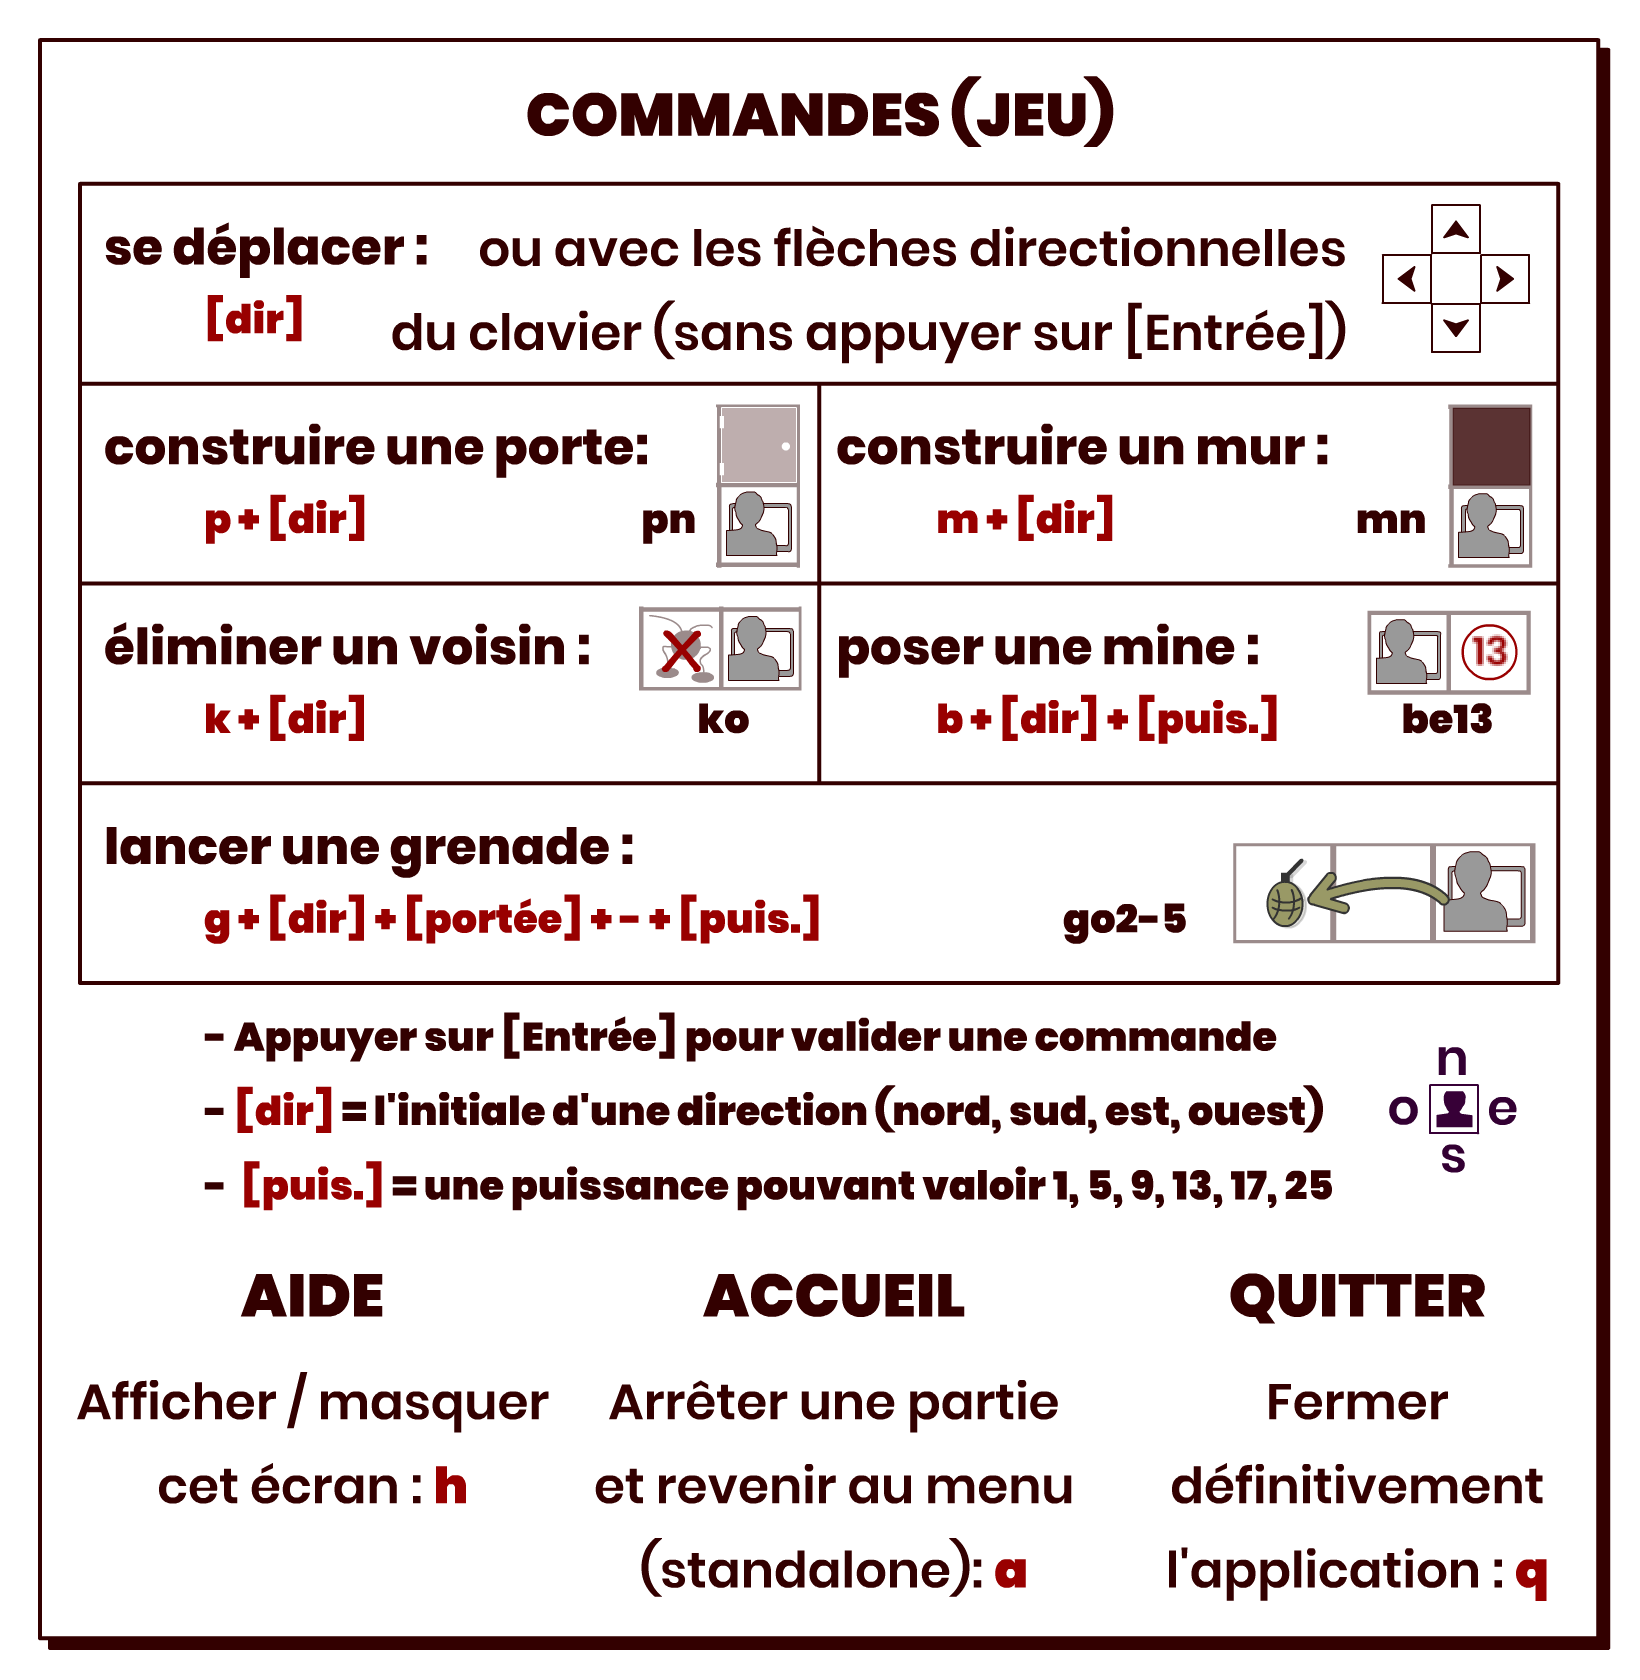 COMMANDES (JEU)
se déplacer : ou avec les flèches directionnelles
[dir] du clavier (sans appuyer sur [Entrée])
construire une porte:
p + [dir] pn
construire un mur :
m + [dir] mn
éliminer un voisin :
k + [dir] ko
poser une mine : 13
b + [dir] + [puis.] be13
lancer une grenade :
g + [dir] + [portée] + - + [puis.] go2-5
- Appuyer sur [Entrée] pour valider une commande
- [dir] = l'initiale d'une direction (nord, sud, est, ouest)
- [puis.] = une puissance pouvant valoir 1, 5, 9, 13, 17, 25
n
o e
s
AIDE
Afficher / masquer
cet écran : h
ACCUEIL
Arrêter une partie
et revenir au menu
(standalone): a
QUITTER
Fermer
définitivement
l'application : q